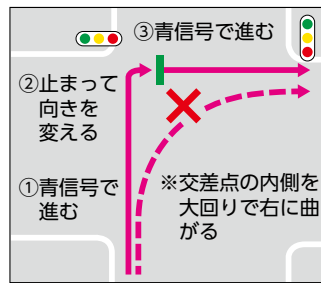 ③青信号で進む
②止まって
向きを
変える
①青信号で
進む
※交差点の内側を
大回りで右に曲
がる